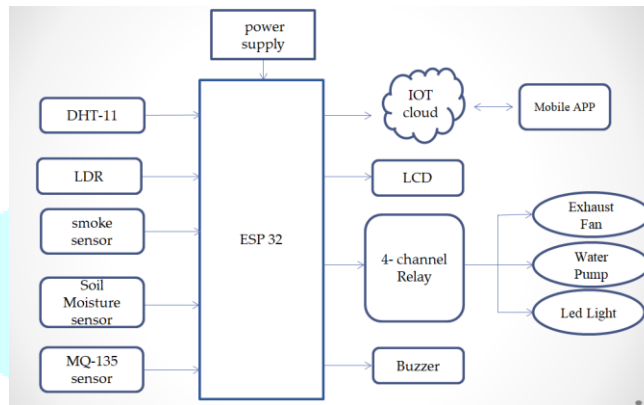 power
supply
DHT-11
LDR
smoke
sensor
Soil
Moisture
sensor
MQ-135
sensor
ESP 32
IOT
cloud
Mobile APP
LCD
4- channel
Relay
Buzzer
Exhaust
Fan
Water
Pump
Led Light